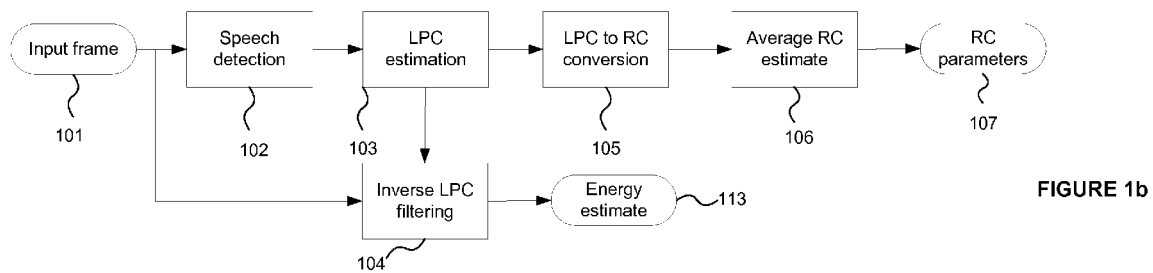 Input frame
Speech
detection
LPC
estimation
LPC to RC
conversion
Average RC
estimate
RC
parameters
101
102
103
105
106
107
Inverse LPC
filtering
Energy
estimate
113
104
FIGURE 1b